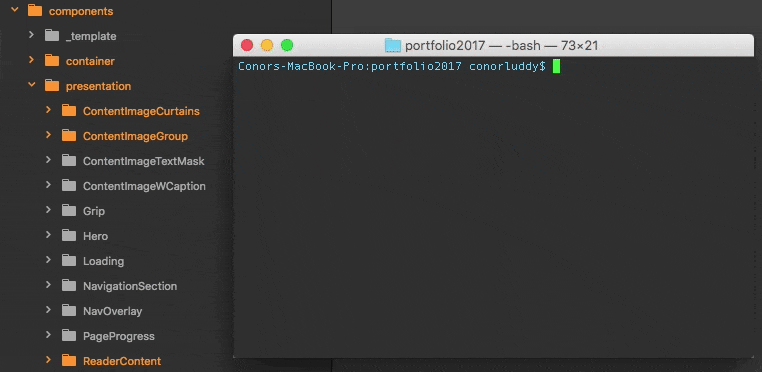 components
_template
container
presentation
ContentImageCurtains
ContentImageGroup
ContentImageTextMask
ContentImageWCaption
Grip
Hero
Loading
NavigationSection
NavOverlay
PageProgress
ReaderContent
portfolio2017 — -bash — 73×21
Conors-MacBook-Pro:portfolio2017 conorluddy$